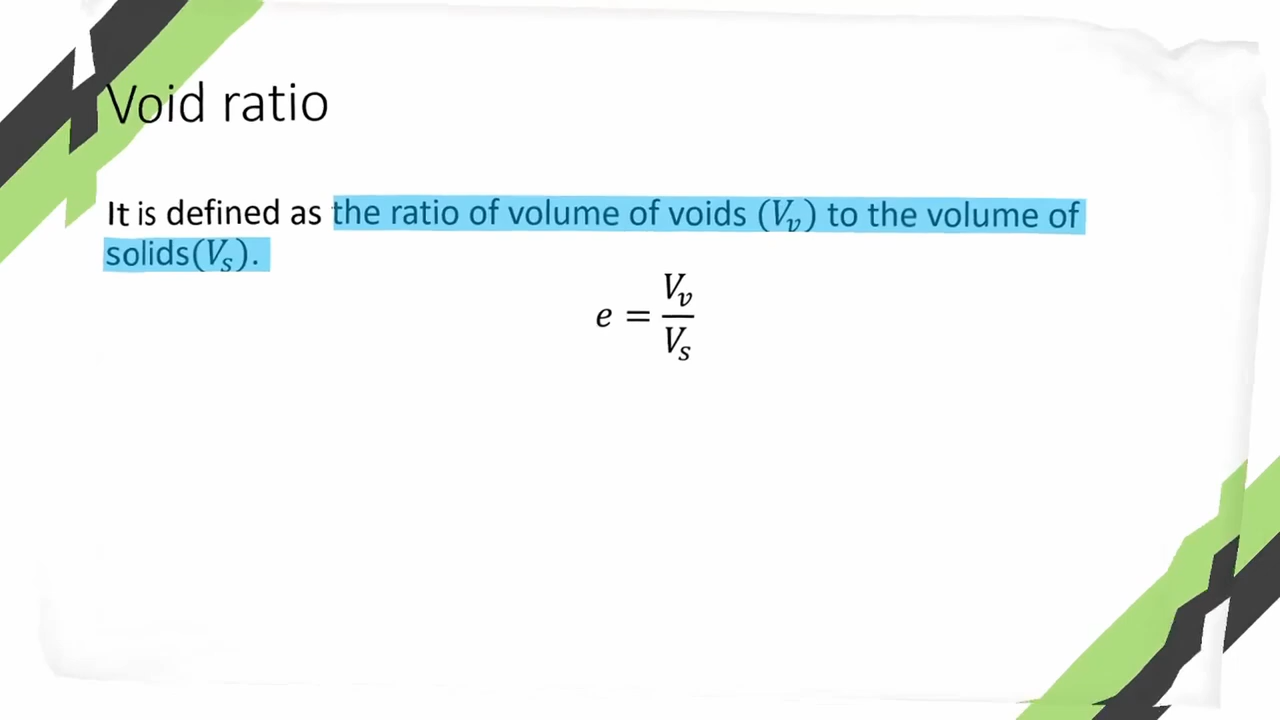 Void ratio
It is defined as the ratio of volume of voids (Vᵥ) to the volume of
solids(Vₛ).
e = Vᵥ/Vₛ